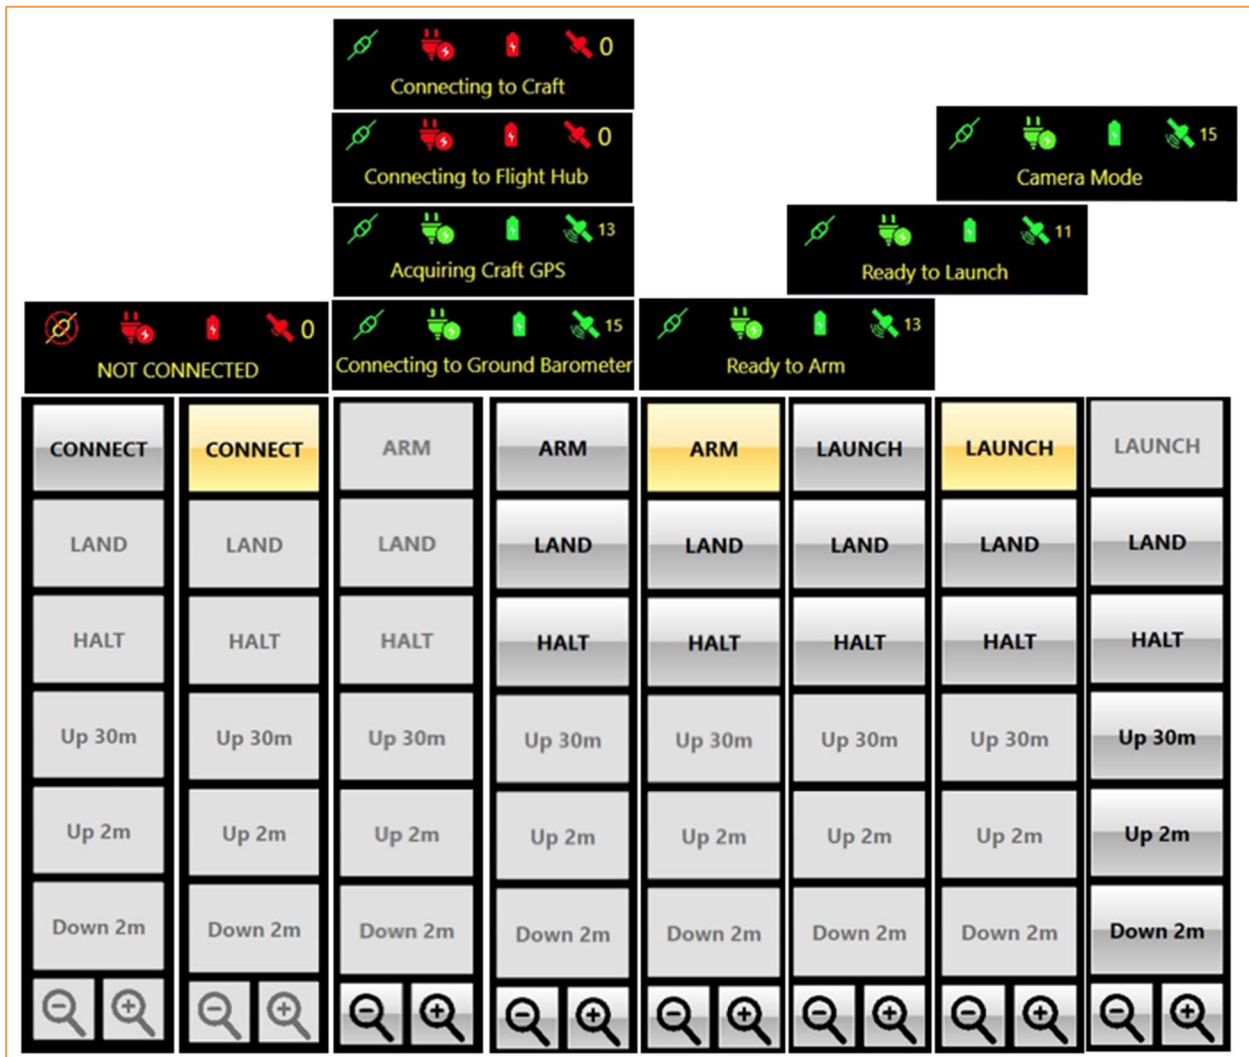 0
Connecting to Craft
0
Connecting to Flight Hub
15
Camera Mode
13
Acquiring Craft GPS
11
Ready to Launch
0
NOT CONNECTED
15
Connecting to Ground Barometer
13
Ready to Arm
CONNECT CONNECT ARM ARM ARM LAUNCH LAUNCH LAUNCH
LAND LAND LAND LAND LAND LAND LAND LAND
HALT HALT HALT HALT HALT HALT HALT HALT
Up 30m Up 30m Up 30m Up 30m Up 30m Up 30m Up 30m Up 30m
Up 2m Up 2m Up 2m Up 2m Up 2m Up 2m Up 2m Up 2m
Down 2m Down 2m Down 2m Down 2m Down 2m Down 2m Down 2m Down 2m